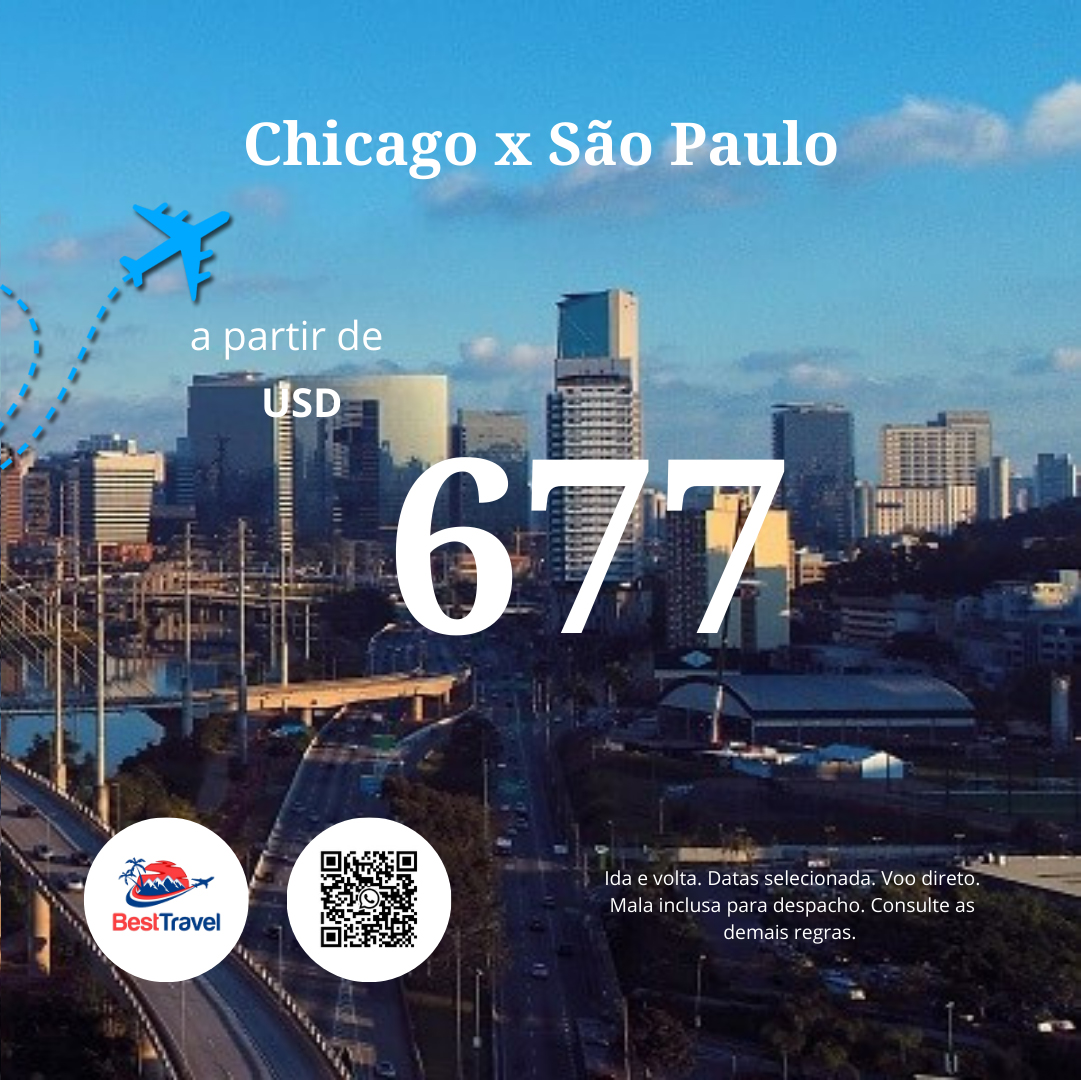 Chicago x São Paulo
a partir de
USD
677
BestTravel
Ida e volta. Datas selecionada. Voo direto.
Mala inclusa para despacho. Consulte as
demais regras.